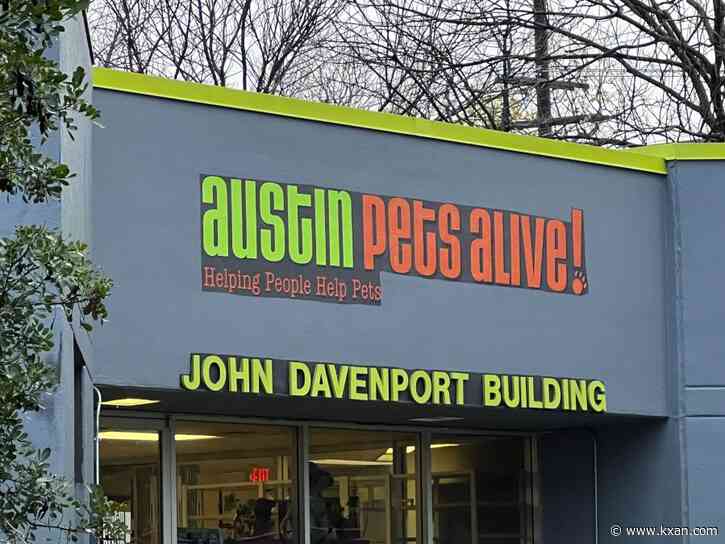 austin pets alive!
Helping People Help Pets
JOHN DAVENPORT BUILDING
EXIT
© www.kxan.com